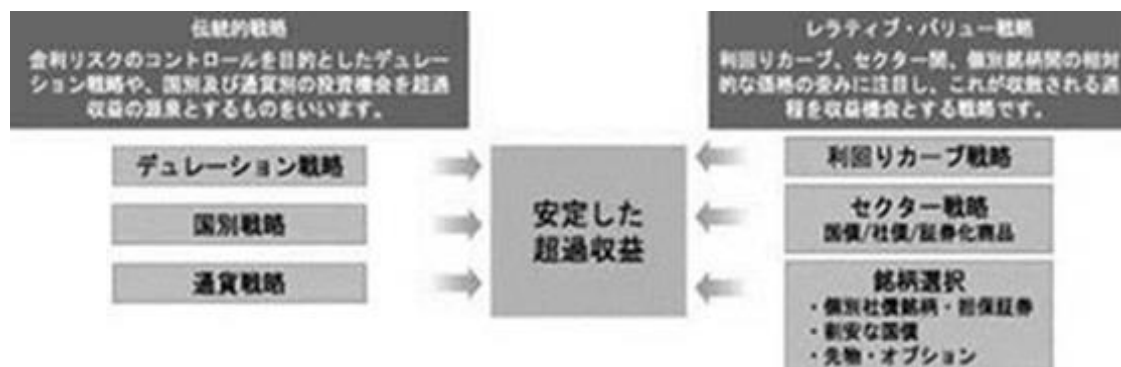 伝統的戦略
金利リスクのコントロールを目的としたデュレー
ション戦略や、国別及び通貨別の投資機会を超過
収益の源泉とするものをいいます。
デュレーション戦略
国別戦略
通貨戦略
安定した
超過収益
レラティブ・バリュー戦略
利回りカーブ、セクター間、個別銘柄間の相対
的な価格の歪みに注目し、これが収斂される過
程を収益機会とする戦略です。
利回りカーブ戦略
セクター戦略
国債/社債/証券化商品
銘柄選択
・個別社債銘柄・担保証券
・割安な国債
・先物・オプション